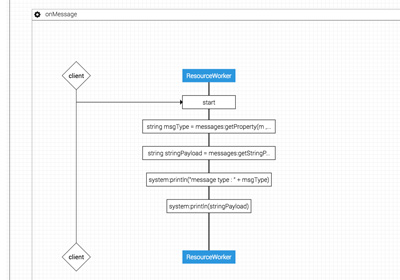 onMessage
client
ResourceWorker
start
string msgType = messages:getProperty(m ,...
string stringPayload = messages:getStringP...
system:println("message type : " + msgType)
system:println(stringPayload)
client
ResourceWorker